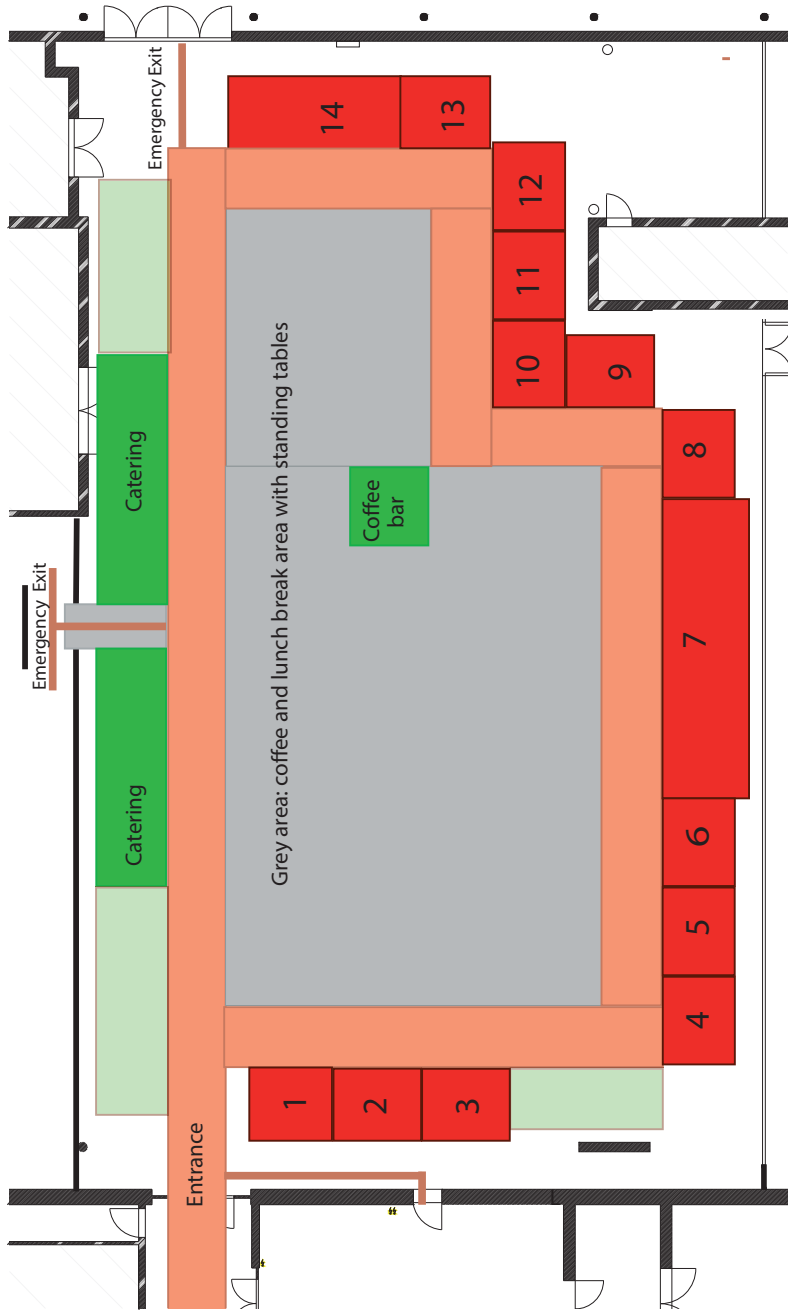 Emergency Exit
14
13
12
11
10
9
8
7
6
5
4
3
2
1
Catering
Catering
Emergency Exit
Coffee
bar
Grey area: coffee and lunch break area with standing tables
Entrance